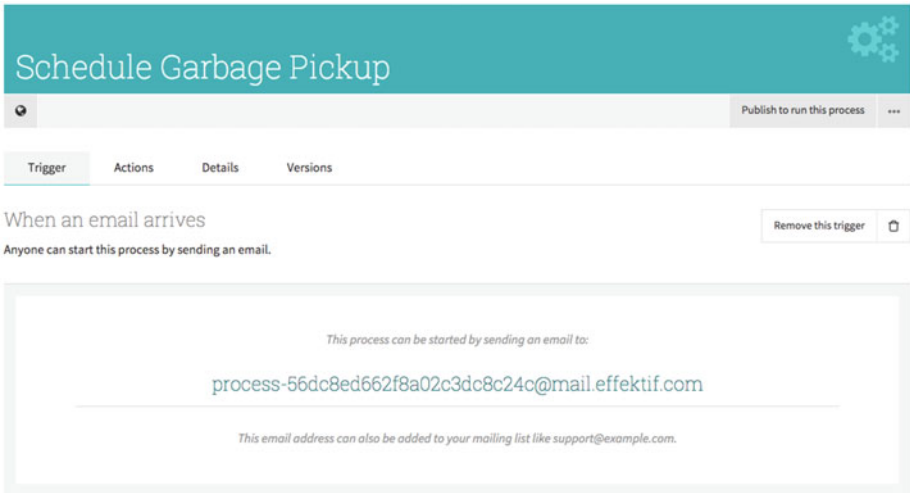 Schedule Garbage Pickup
Publish to run this process
Trigger Actions Details Versions
When an email arrives
Remove this trigger
Anyone can start this process by sending an email.
This process can be started by sending an email to:
process-56dc8ed662f8a02c3dc8c24c@mail.effektif.com
This email address can also be added to your mailing list like support@example.com.